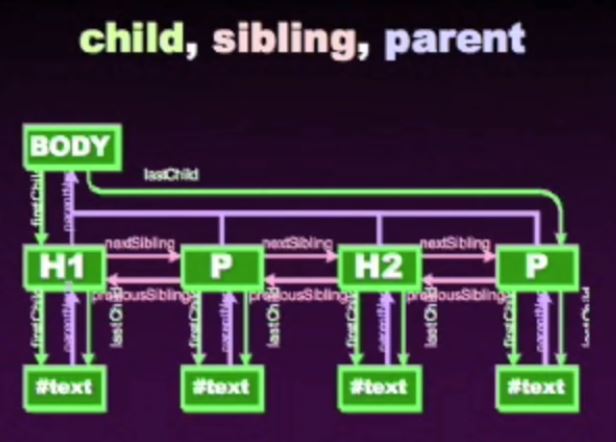 child, sibling, parent
BODY
lastChild
firstChild
parentNode
nextSibling
nextSibling
nextSibling
H1
P
H2
P
previousSibling
previousSibling
previousSibling
firstChild
parentNode
lastChild
firstChild
parentNode
lastChild
firstChild
parentNode
lastChild
firstChild
parentNode
lastChild
#text
#text
#text
#text